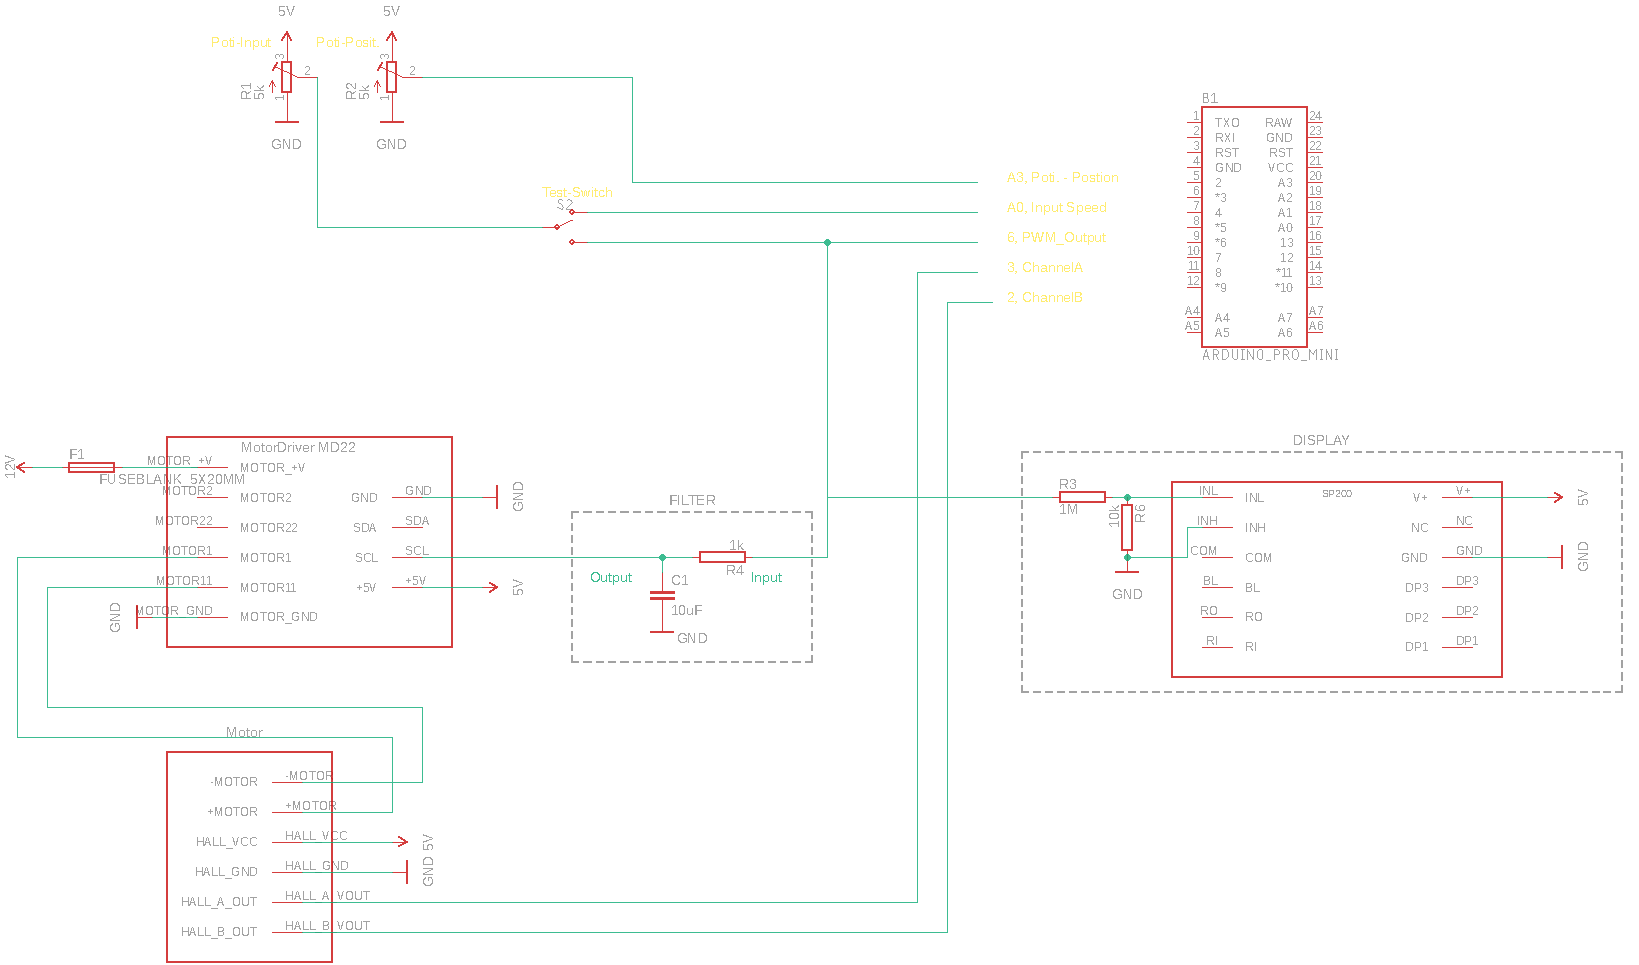 5V
5V
Poti-Input
Poti-Posit.
3
2
1
R1
5k
GND
3
2
1
R2
5k
GND
Test-Switch
S2
A3, Poti. - Postion
A0, Input Speed
6, PWM_Output
3, ChannelA
2, ChannelB
B1
1 TXO RAW 24
2 RXI GND 23
3 RST RST 22
4 GND VCC 21
5 2 A3 20
6 *3 A2 19
7 4 A1 18
8 *5 A0 17
9 *6 13 16
10 7 12 15
11 8 *11 14
12 *9 *10 13
A4 A4 A7 A7
A5 A5 A6 A6
ARDUINO_PRO_MINI
12V
F1
FUSEBLANK_5X20MM
MotorDriver MD22
MOTOR_+V MOTOR_+V
MOTOR2 MOTOR2 GND GND
GND
MOTOR22 MOTOR22 SDA SDA
MOTOR1 MOTOR1 SCL SCL
MOTOR11 MOTOR11 +5V +5V
5V
GND
MOTOR_GND MOTOR_GND
FILTER
1k
R4
Output
Input
C1
10uF
GND
DISPLAY
R3
1M
10k
R6
GND
SP200
INL INL V+ V+
5V
INH INH NC NC
COM COM GND GND
GND
BL BL DP3 DP3
RO RO DP2 DP2
RI RI DP1 DP1
Motor
-MOTOR -MOTOR
+MOTOR +MOTOR
HALL_VCC HALL_VCC
5V
HALL_GND HALL_GND
GND
HALL_A_OUT HALL_A_VOUT
HALL_B_OUT HALL_B_VOUT